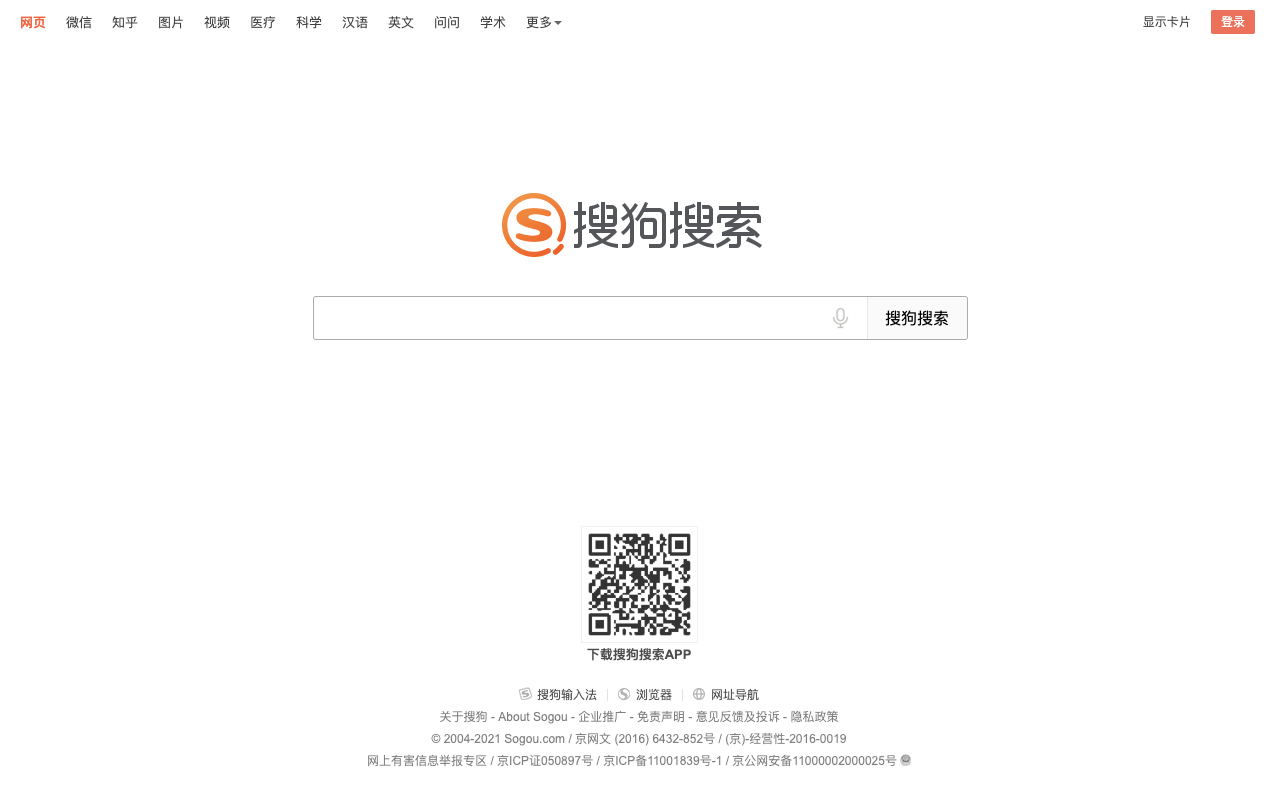 网页 微信 知乎 图片 视频 医疗 科学 汉语 英文 问问 学术 更多 显示卡片 登录
搜狗搜索
搜狗搜索
下载搜狗搜索APP
搜狗输入法 浏览器 网址导航
关于搜狗 - About Sogou - 企业推广 - 免责声明 - 意见反馈及投诉 - 隐私政策
© 2004-2021 Sogou.com / 京网文 (2016) 6432-852号 / (京)-经营性-2016-0019
网上有害信息举报专区 / 京ICP证050897号 / 京ICP备11001839号-1 / 京公网安备11000002000025号